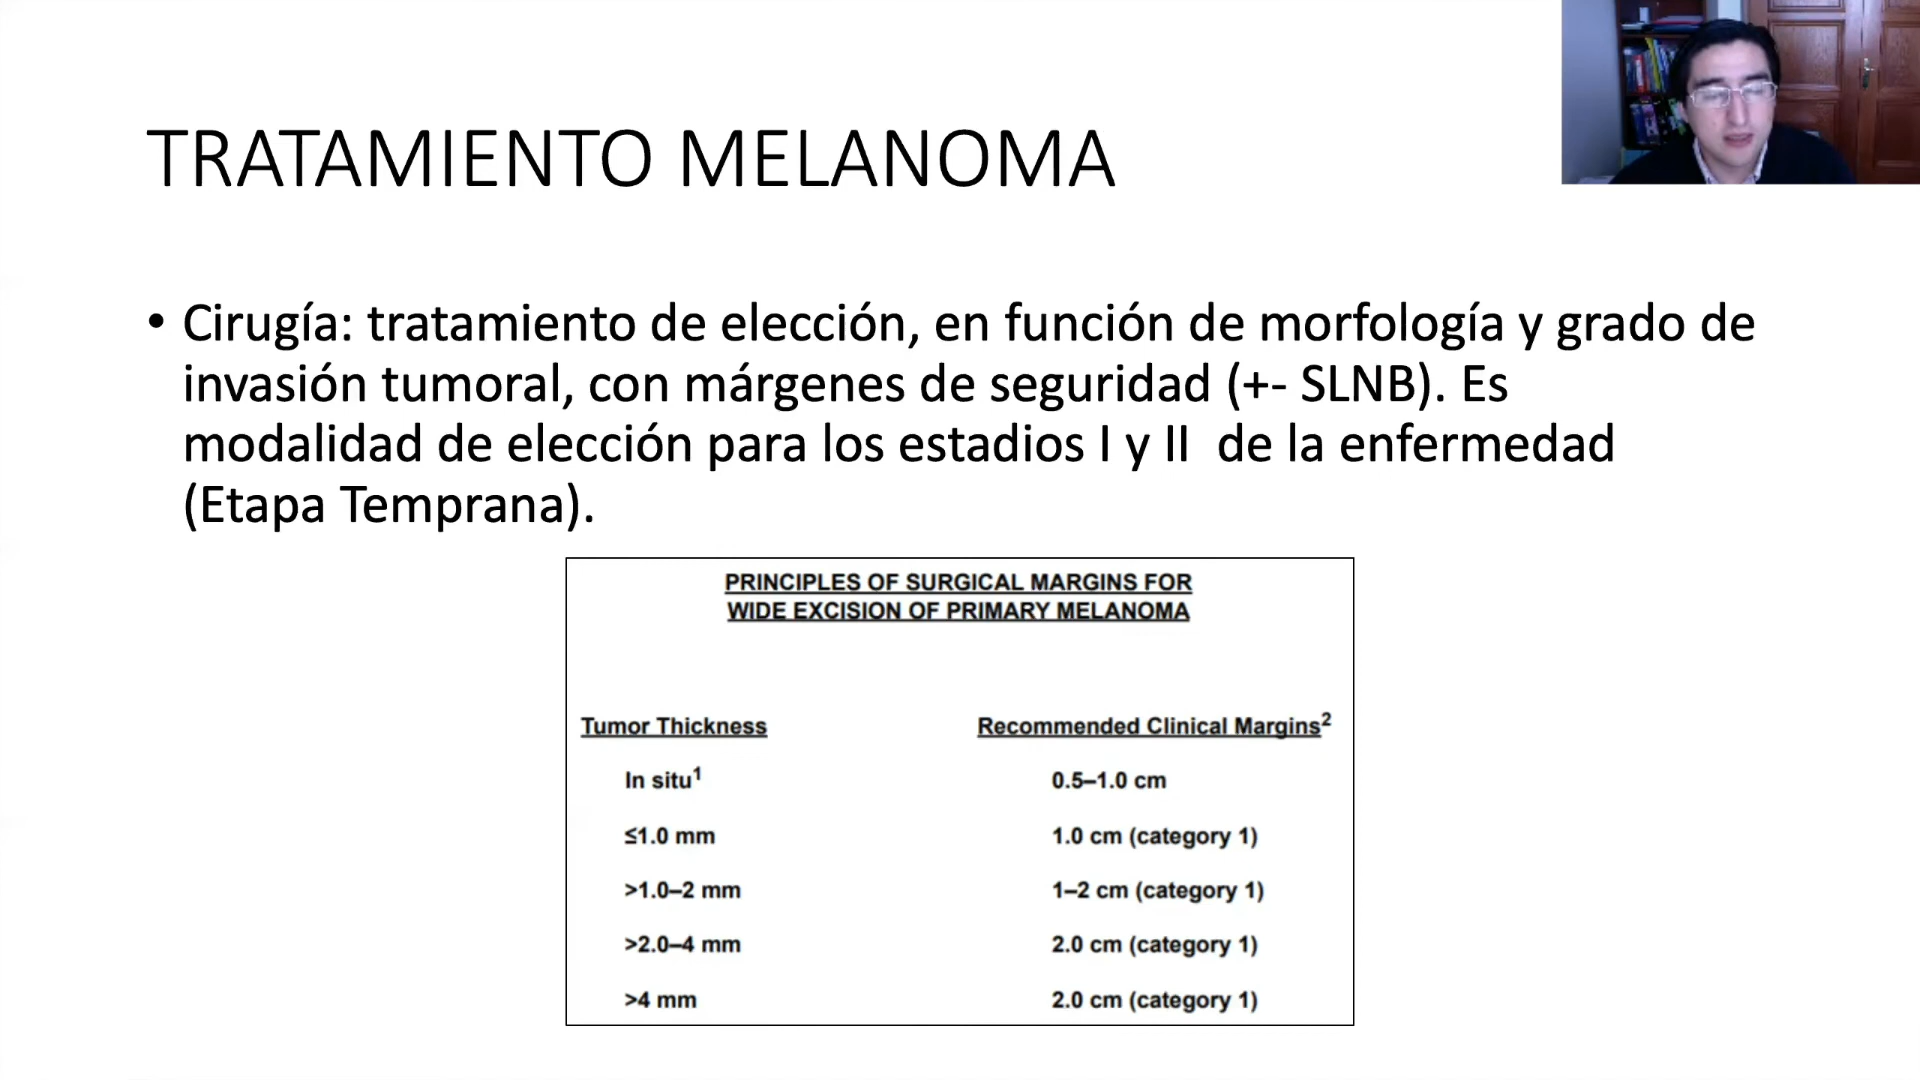 TRATAMIENTO MELANOMA
• Cirugía: tratamiento de elección, en función de morfología y grado de
invasión tumoral, con márgenes de seguridad (+- SLNB). Es
modalidad de elección para los estadios I y II  de la enfermedad
(Etapa Temprana).
PRINCIPLES OF SURGICAL MARGINS FOR
WIDE EXCISION OF PRIMARY MELANOMA
Tumor Thickness Recommended Clinical Margins²
In situ¹ 0.5–1.0 cm
≤1.0 mm 1.0 cm (category 1)
>1.0–2 mm 1–2 cm (category 1)
>2.0–4 mm 2.0 cm (category 1)
>4 mm 2.0 cm (category 1)